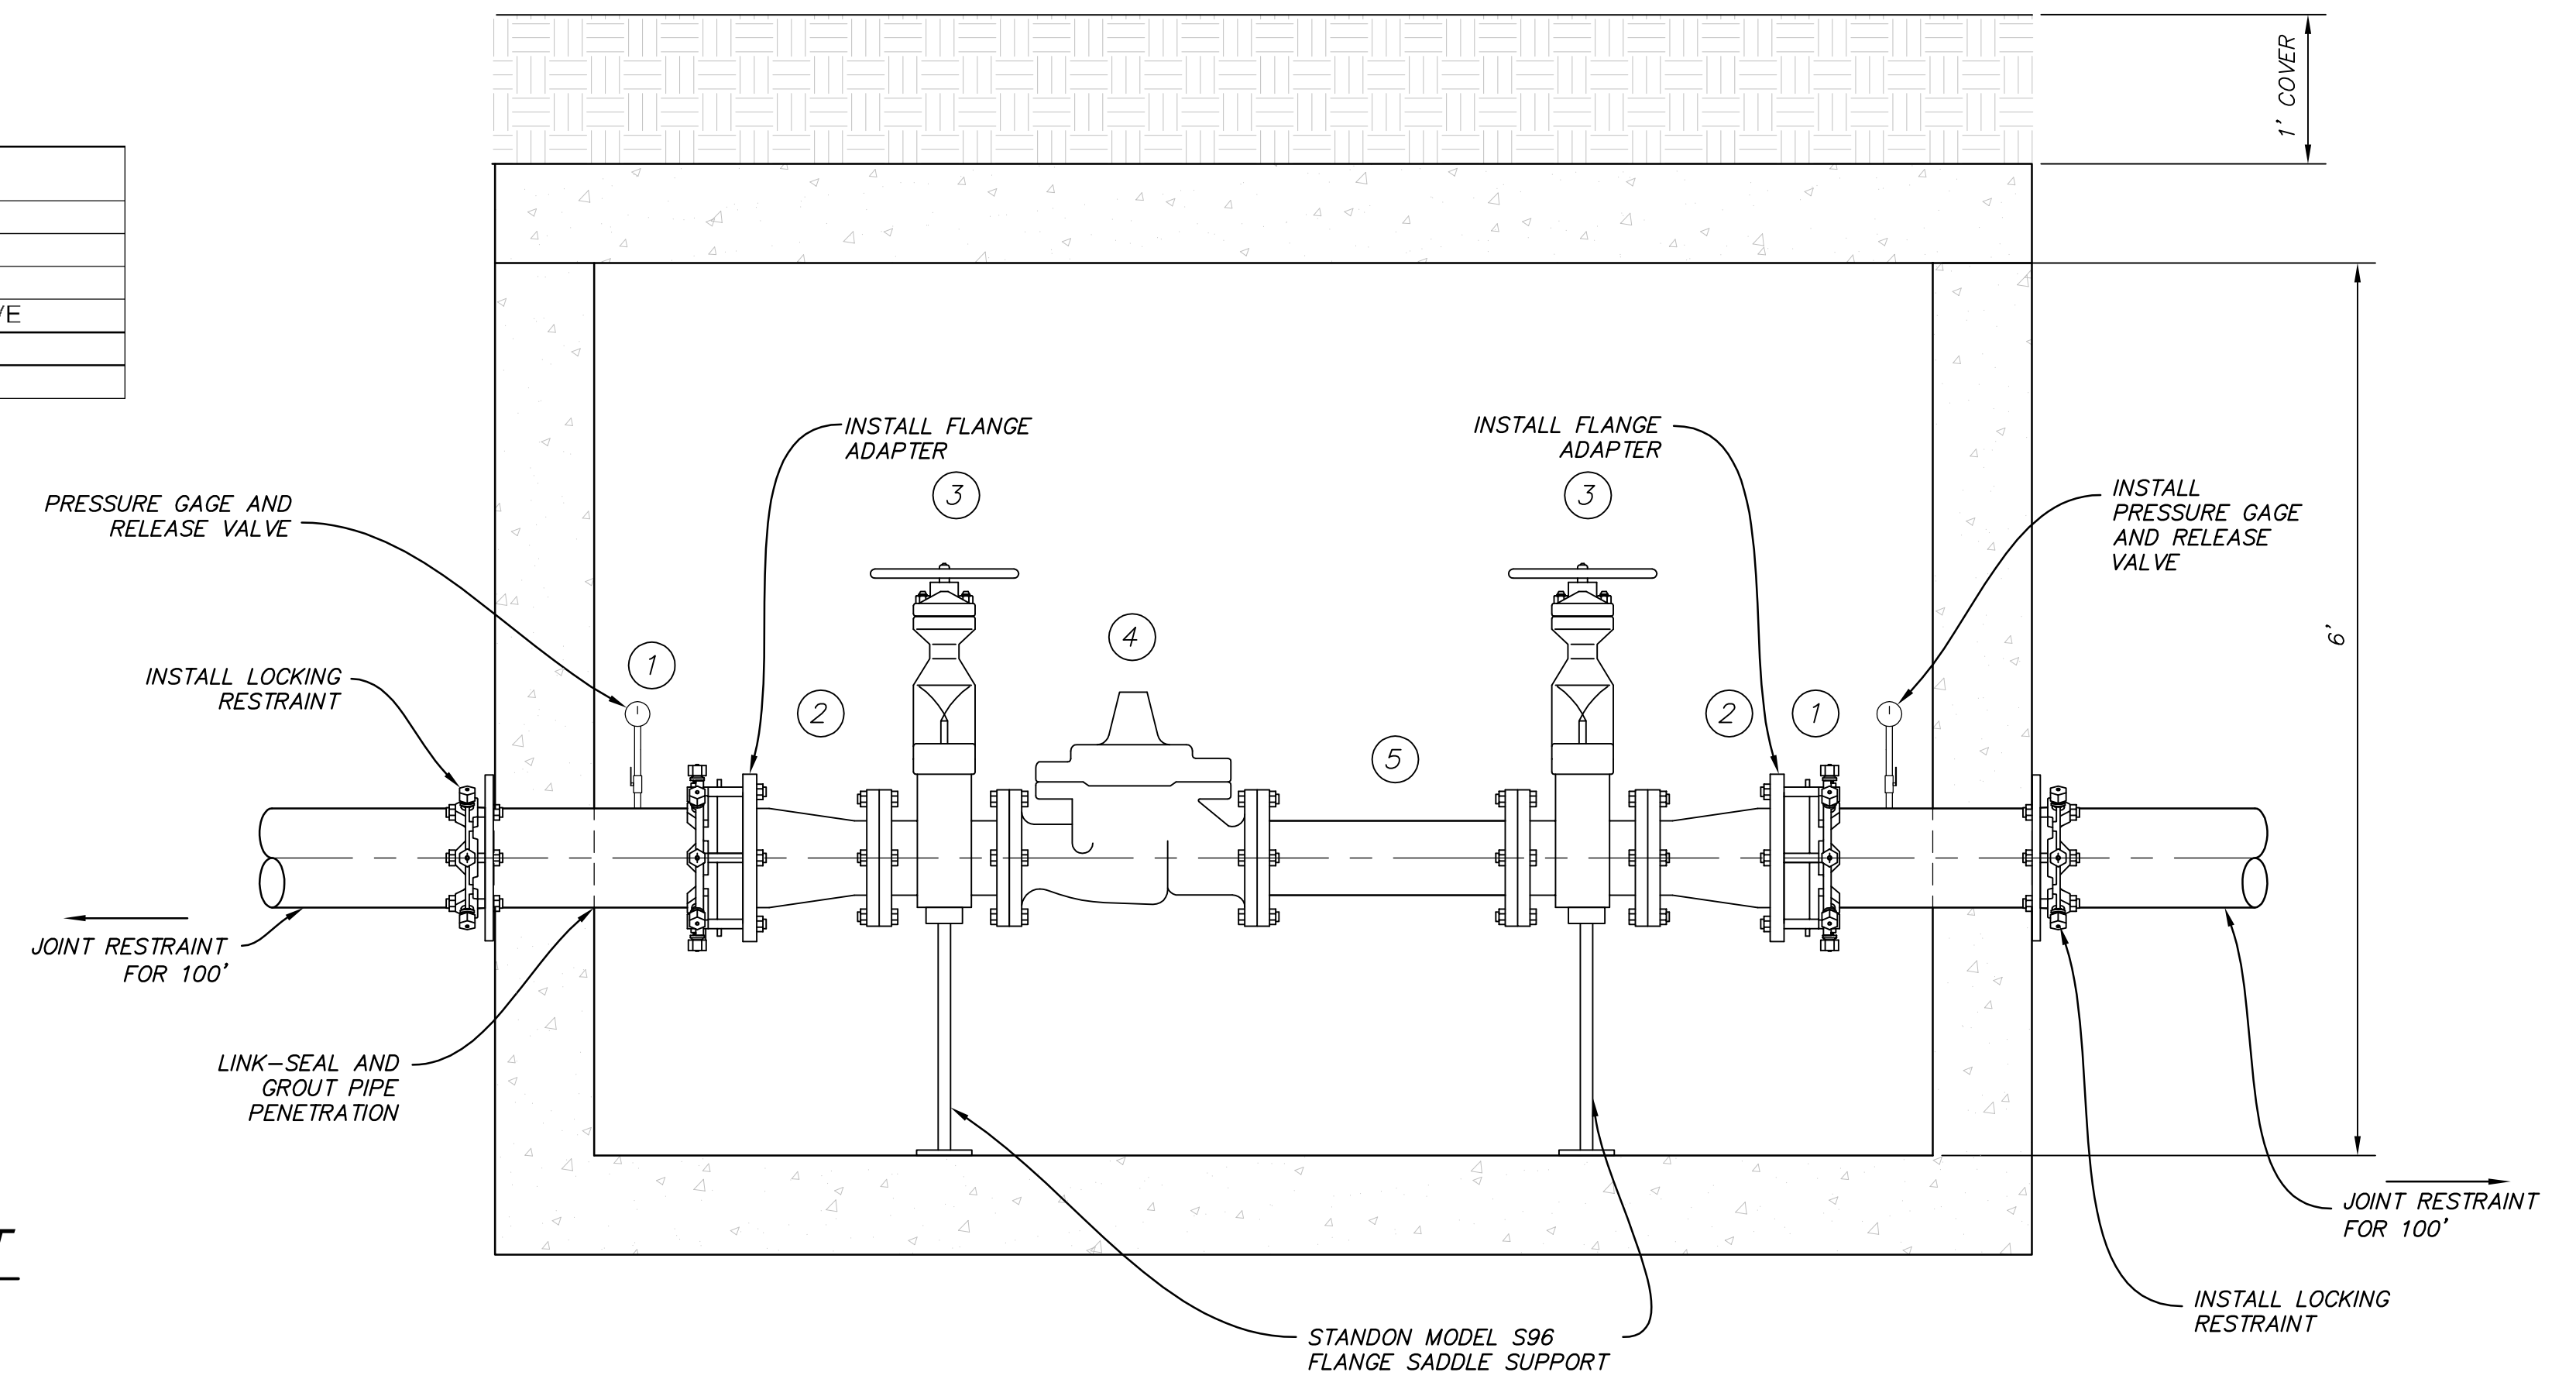 1' COVER
INSTALL FLANGE
ADAPTER
INSTALL FLANGE
ADAPTER
3
3
PRESSURE GAGE AND
RELEASE VALVE
INSTALL
PRESSURE GAGE
AND RELEASE
VALVE
4
6'
1
INSTALL LOCKING
RESTRAINT
2
2
1
5
JOINT RESTRAINT
FOR 100'
LINK-SEAL AND
GROUT PIPE
PENETRATION
JOINT RESTRAINT
FOR 100'
INSTALL LOCKING
RESTRAINT
STANDON MODEL S96
FLANGE SADDLE SUPPORT